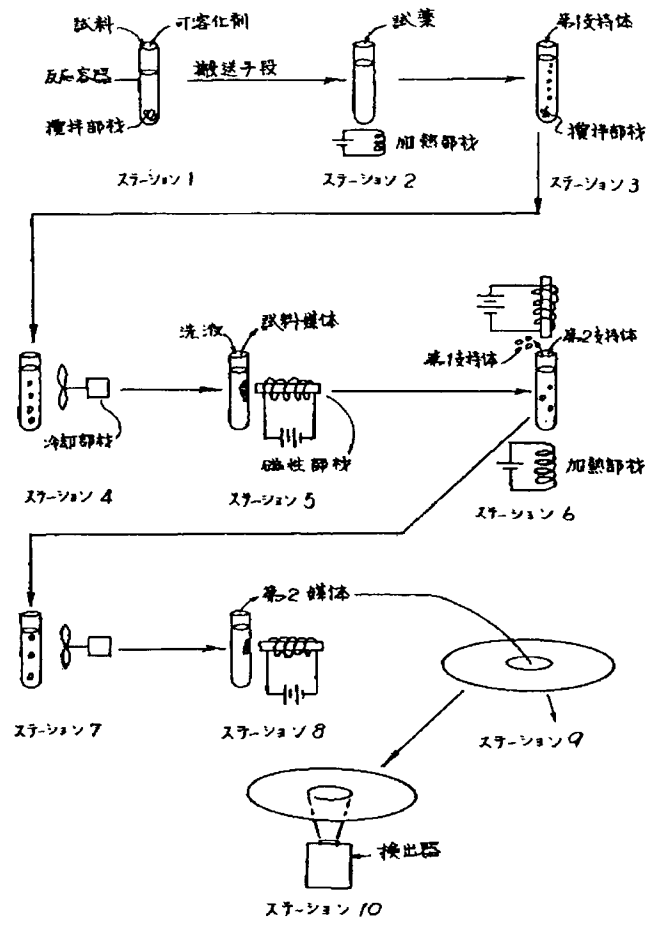 試料 可溶化剤
反応容器
撹拌部材
搬送手段
ステーション 1
試薬
加熱部材
ステーション 2
第1支持体
撹拌部材
ステーション 3
冷却部材
ステーション 4
洗液 試料媒体
磁性部材
ステーション 5
第1支持体 第2支持体
加熱部材
ステーション 6
ステーション 7
第2媒体
ステーション 8
ステーション 9
検出器
ステーション 10